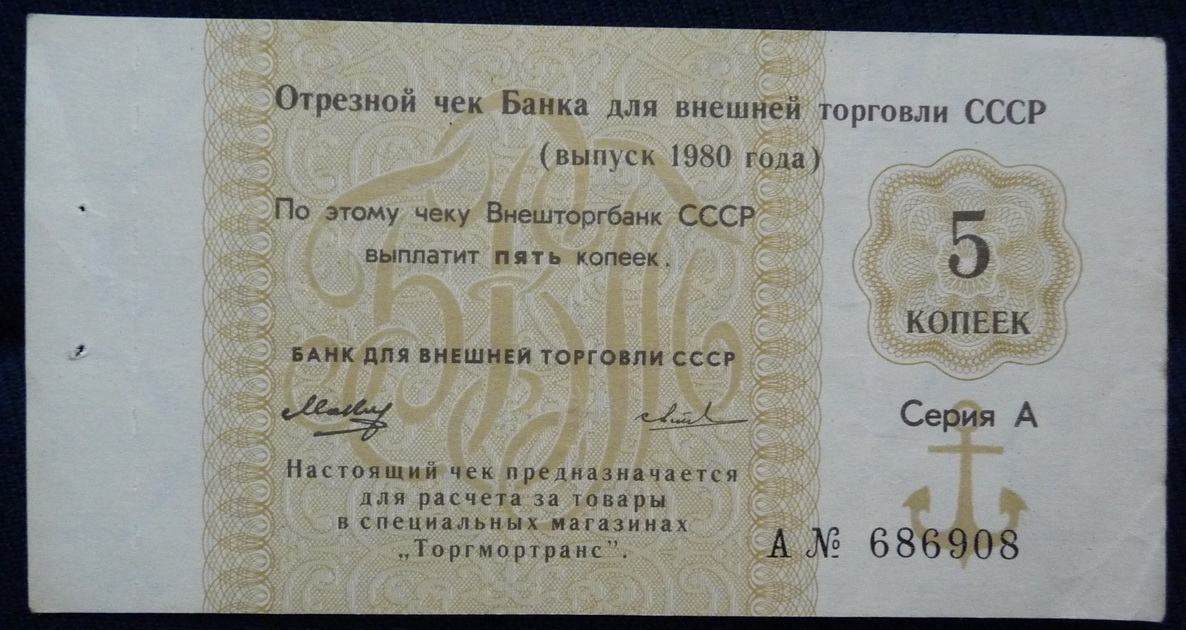 Отрезной чек Банка для внешней торговли СССР
(выпуск 1980 года)
По этому чеку Внешторгбанк СССР
выплатит пять копеек.
5
КОПЕЕК
БАНК ДЛЯ ВНЕШНЕЙ ТОРГОВЛИ СССР
Серия А
Настоящий чек предназначается
для расчета за товары
в специальных магазинах
„Торгмортранс”.
А № 686908